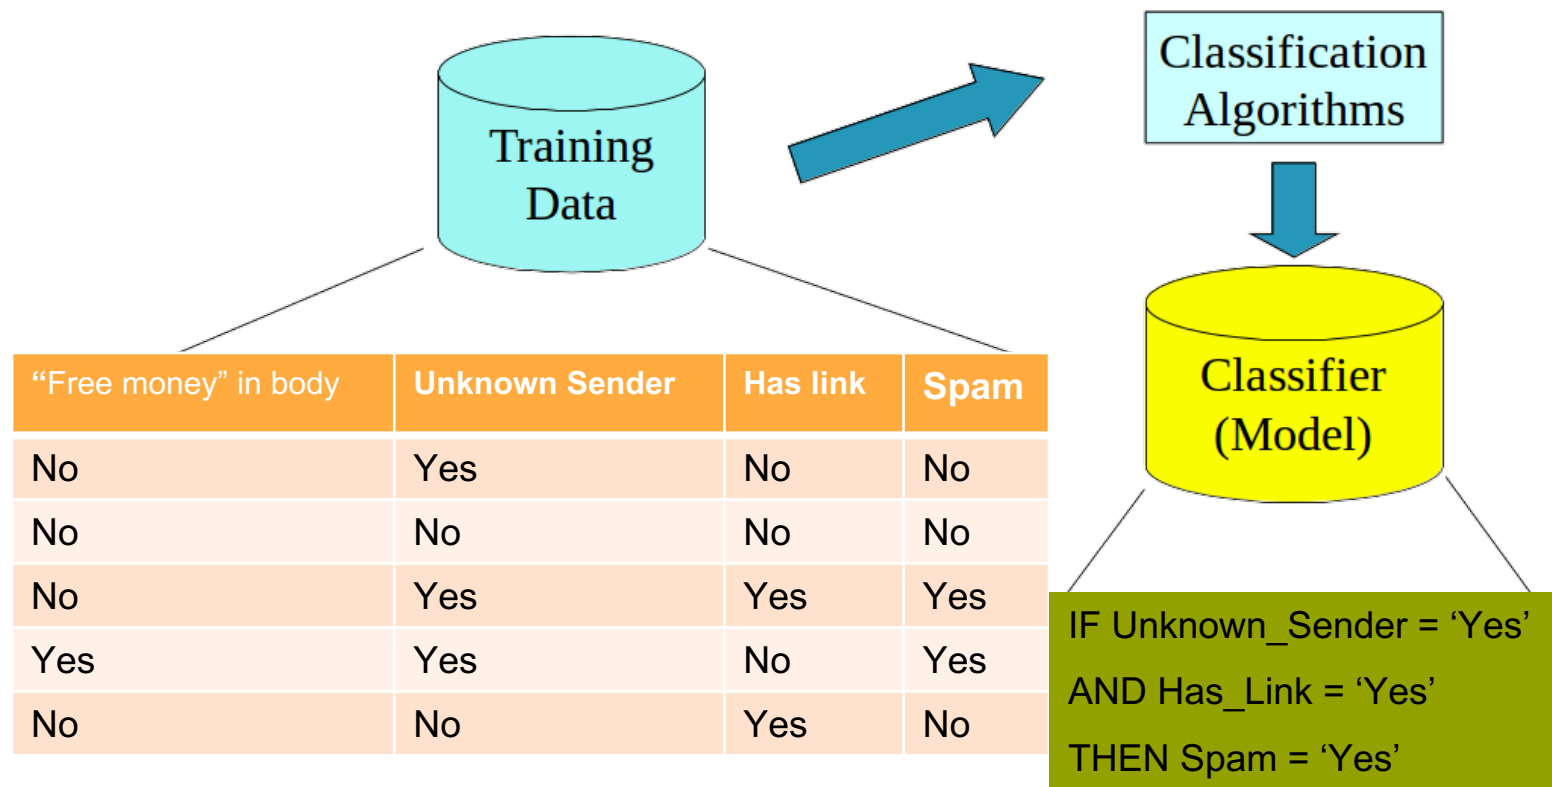 Training
Data
Classification
Algorithms
Classifier
(Model)
“Free money” in body Unknown Sender Has link Spam
No Yes No No
No No No No
No Yes Yes Yes
Yes Yes No Yes
No No Yes No
IF Unknown_Sender = ‘Yes’
AND Has_Link = ‘Yes’
THEN Spam = ‘Yes’